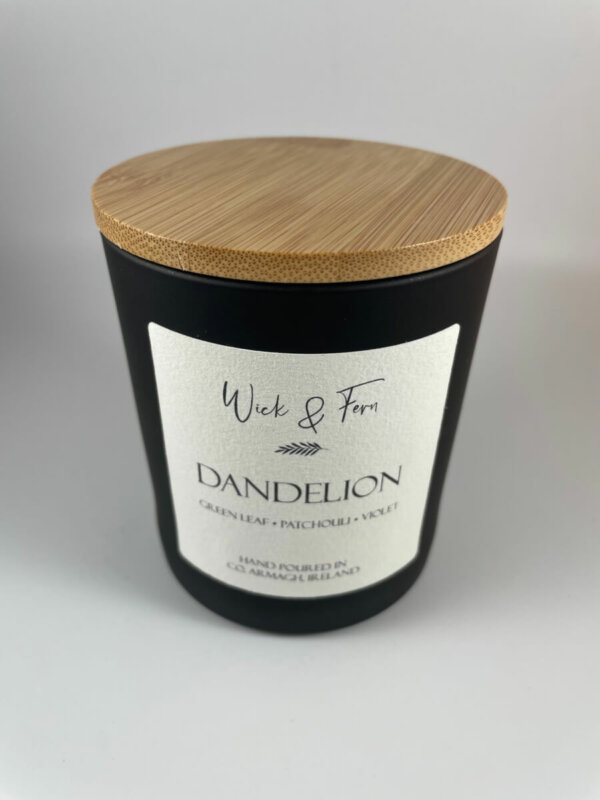 Wick & Fern
DANDELION
GREEN LEAF • PATCHOULI • VIOLET
HAND POURED IN
CO. ARMAGH, IRELAND